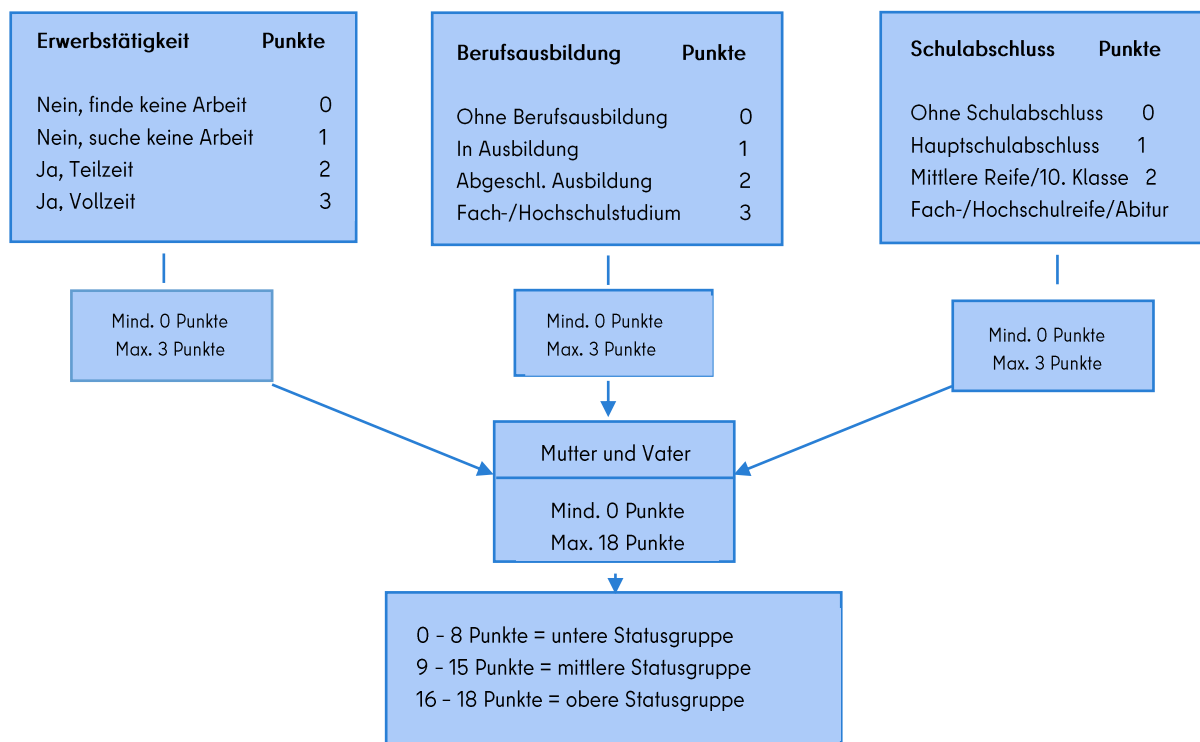 Erwerbstätigkeit Punkte
Nein, finde keine Arbeit 0
Nein, suche keine Arbeit 1
Ja, Teilzeit 2
Ja, Vollzeit 3
Berufsausbildung Punkte
Ohne Berufsausbildung 0
In Ausbildung 1
Abgeschl. Ausbildung 2
Fach-/Hochschulstudium 3
Schulabschluss Punkte
Ohne Schulabschluss 0
Hauptschulabschluss 1
Mittlere Reife/10. Klasse 2
Fach-/Hochschulreife/Abitur
Mind. 0 Punkte
Max. 3 Punkte
Mind. 0 Punkte
Max. 3 Punkte
Mind. 0 Punkte
Max. 3 Punkte
Mutter und Vater
Mind. 0 Punkte
Max. 18 Punkte
0 - 8 Punkte = untere Statusgruppe
9 - 15 Punkte = mittlere Statusgruppe
16 - 18 Punkte = obere Statusgruppe